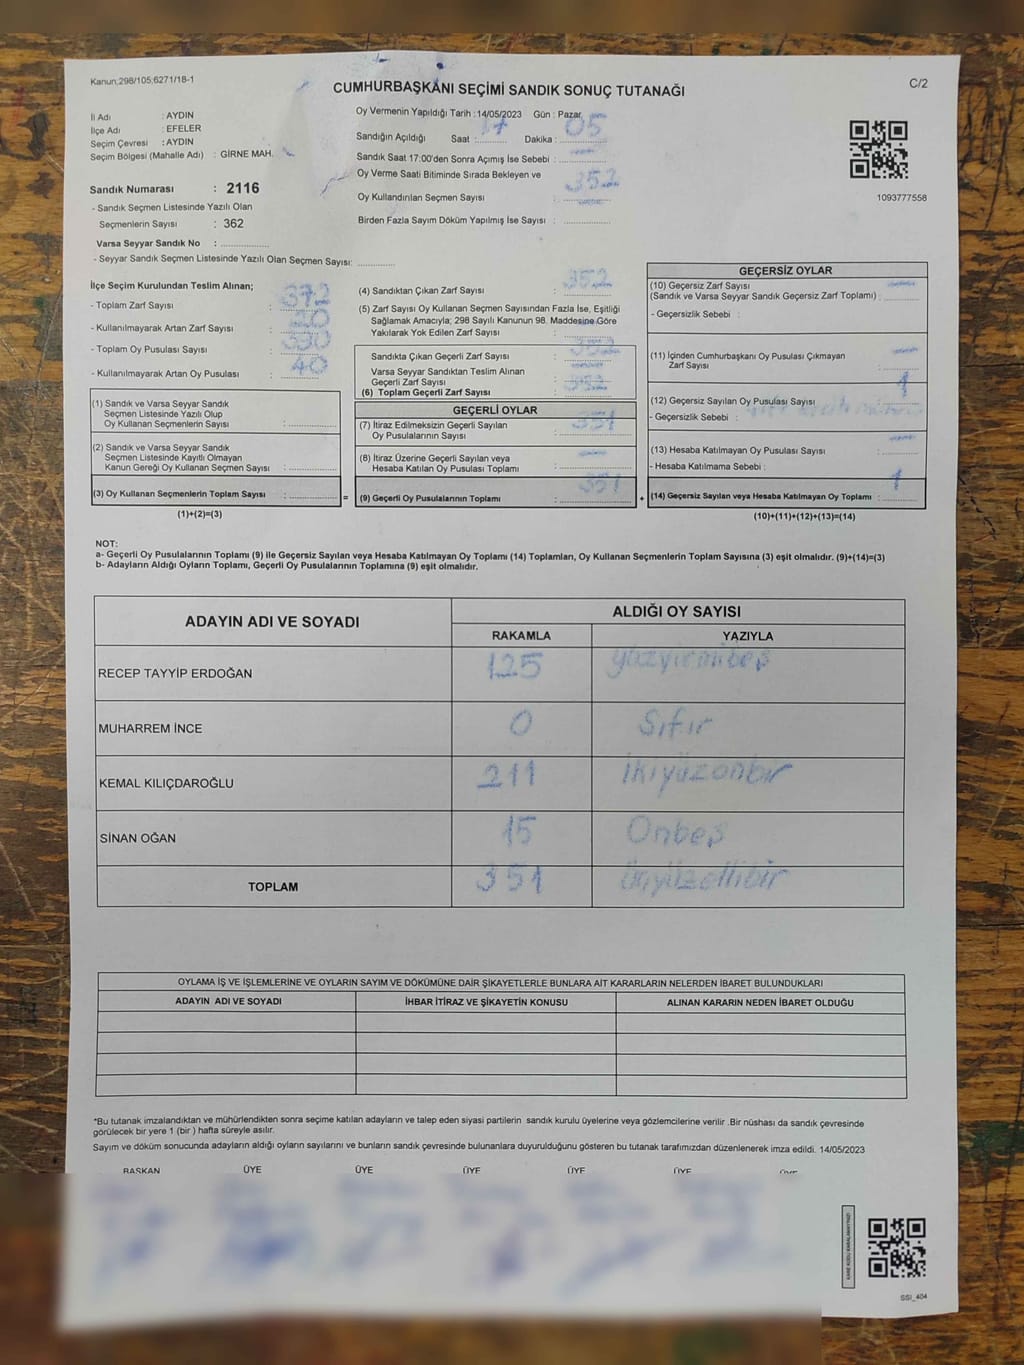 Kanun;298/105;6271/18-1
CUMHURBAŞKANI SEÇİMİ SANDIK SONUÇ TUTANAĞI
C/2
İl Adı : AYDIN
İlçe Adı : EFELER
Seçim Çevresi : AYDIN
Seçim Bölgesi (Mahalle Adı) : GİRNE MAH.
Oy Vermenin Yapıldığı Tarih :14/05/2023 Gün : Pazar
Sandığın Açıldığı Saat : 17 Dakika : 05
Sandık Saat 17:00'den Sonra Açımış İse Sebebi :
Oy Verme Saati Bitiminde Sırada Bekleyen ve
Oy Kullandırılan Seçmen Sayısı : 352
Birden Fazla Sayım Döküm Yapılmış İse Sayısı :
1093777558
Sandık Numarası : 2116
- Sandık Seçmen Listesinde Yazılı Olan
Seçmenlerin Sayısı : 362
Varsa Seyyar Sandık No :
- Seyyar Sandık Seçmen Listesinde Yazılı Olan Seçmen Sayısı:
İlçe Seçim Kurulundan Teslim Alınan;
- Toplam Zarf Sayısı : 372
- Kullanılmayarak Artan Zarf Sayısı : 20
- Toplam Oy Pusulası Sayısı :
- Kullanılmayarak Artan Oy Pusulası : 40
(1) Sandık ve Varsa Seyyar Sandık
Seçmen Listesinde Yazılı Olup
Oy Kullanan Seçmenlerin Sayısı :
(2) Sandık ve Varsa Seyyar Sandık
Seçmen Listesinde Kayıtlı Olmayan
Kanun Gereği Oy Kullanan Seçmen Sayısı :
(3) Oy Kullanan Seçmenlerin Toplam Sayısı : =
(1)+(2)=(3)
(4) Sandıktan Çıkan Zarf Sayısı : 352
(5) Zarf Sayısı Oy Kullanan Seçmen Sayısından Fazla İse, Eşitliği
Sağlamak Amacıyla; 298 Sayılı Kanunun 98. Maddesine Göre
Yakılarak Yok Edilen Zarf Sayısı :
Sandıkta Çıkan Geçerli Zarf Sayısı : 352
Varsa Seyyar Sandıktan Teslim Alınan
Geçerli Zarf Sayısı :
(6) Toplam Geçerli Zarf Sayısı : 352
GEÇERLİ OYLAR
(7) İtiraz Edilmeksizin Geçerli Sayılan
Oy Pusulalarının Sayısı : 351
(8) İtiraz Üzerine Geçerli Sayılan veya
Hesaba Katılan Oy Pusulası Toplamı :
(9) Geçerli Oy Pusulalarının Toplamı : 351 +
GEÇERSİZ OYLAR
(10) Geçersiz Zarf Sayısı
(Sandık ve Varsa Seyyar Sandık Geçersiz Zarf Toplamı) :
- Geçersizlik Sebebi :
(11) İçinden Cumhurbaşkanı Oy Pusulası Çıkmayan
Zarf Sayısı :
(12) Geçersiz Sayılan Oy Pusulası Sayısı : 1
- Geçersizlik Sebebi :
(13) Hesaba Katılmayan Oy Pusulası Sayısı :
- Hesaba Katılmama Sebebi :
(14) Geçersiz Sayılan veya Hesaba Katılmayan Oy Toplamı : 1
(10)+(11)+(12)+(13)=(14)
NOT:
a- Geçerli Oy Pusulalarının Toplamı (9) ile Geçersiz Sayılan veya Hesaba Katılmayan Oy Toplamı (14) Toplamları, Oy Kullanan Seçmenlerin Toplam Sayısına (3) eşit olmalıdır. (9)+(14)=(3)
b- Adayların Aldığı Oyların Toplamı, Geçerli Oy Pusulalarının Toplamına (9) eşit olmalıdır.
ADAYIN ADI VE SOYADI ALDIĞI OY SAYISI
RAKAMLA YAZIYLA
RECEP TAYYİP ERDOĞAN 125 yüzyirmibeş
MUHARREM İNCE 0 Sıfır
KEMAL KILIÇDAROĞLU 211 ikiyüzonbir
SİNAN OĞAN 15 Onbeş
TOPLAM 351 üçyüzellibir
OYLAMA İŞ VE İŞLEMLERİNE VE OYLARIN SAYIM VE DÖKÜMÜNE DAİR ŞİKAYETLERLE BUNLARA AİT KARARLARIN NELERDEN İBARET BULUNDUKLARI
ADAYIN ADI VE SOYADI İHBAR İTİRAZ VE ŞİKAYETİN KONUSU ALINAN KARARIN NEDEN İBARET OLDUĞU
*Bu tutanak imzalandıktan ve mühürlendikten sonra seçime katılan adayların ve talep eden siyasi partilerin sandık kurulu üyelerine veya gözlemcilerine verilir .Bir nüshası da sandık çevresinde
görülecek bir yere 1 (bir ) hafta süreyle asılır.
Sayım ve döküm sonucunda adayların aldığı oyların sayılarını ve bunların sandık çevresinde bulunanlara duyurulduğunu gösteren bu tutanak tarafımızdan düzenlenerek imza edildi. 14/05/2023
BAŞKAN ÜYE ÜYE ÜYE ÜYE ÜYE ÜYE
KARE KODU KARALAMAYINIZ!
SSI_404